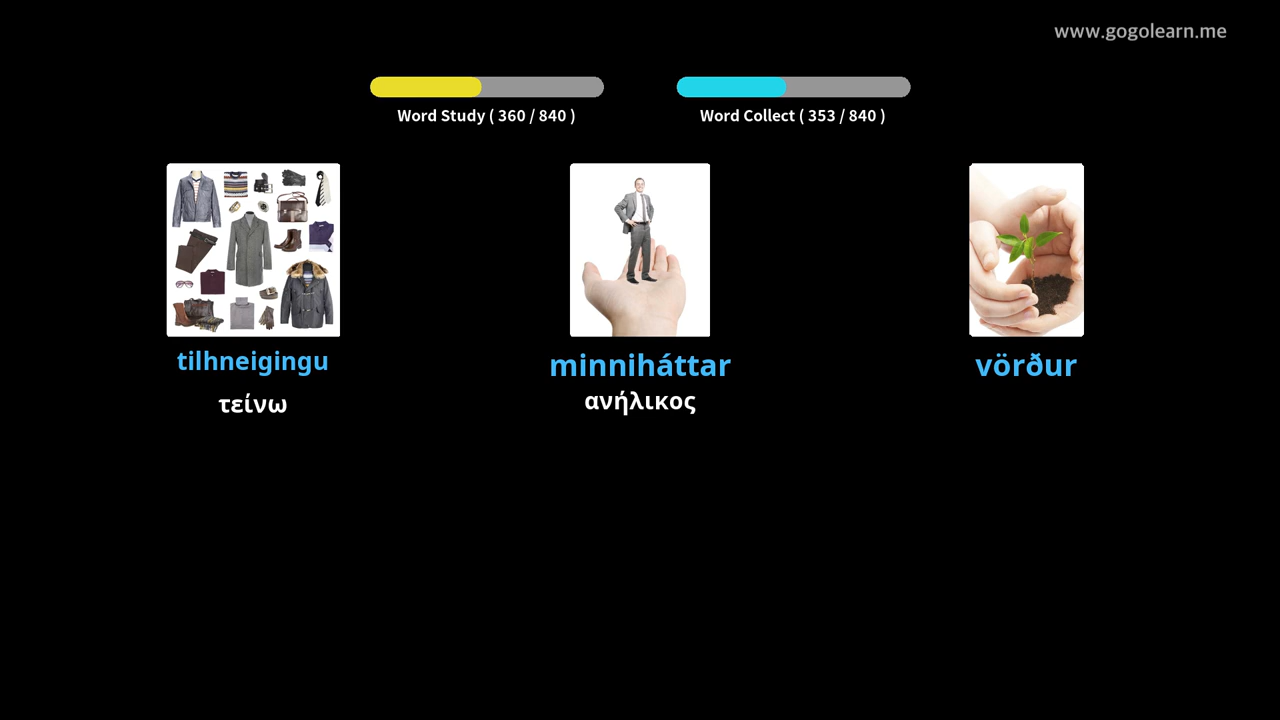 www.gogolearn.me
Word Study ( 360 / 840 )
Word Collect ( 353 / 840 )
tilhneigingu
minniháttar
vörður
τείνω
ανήλικος